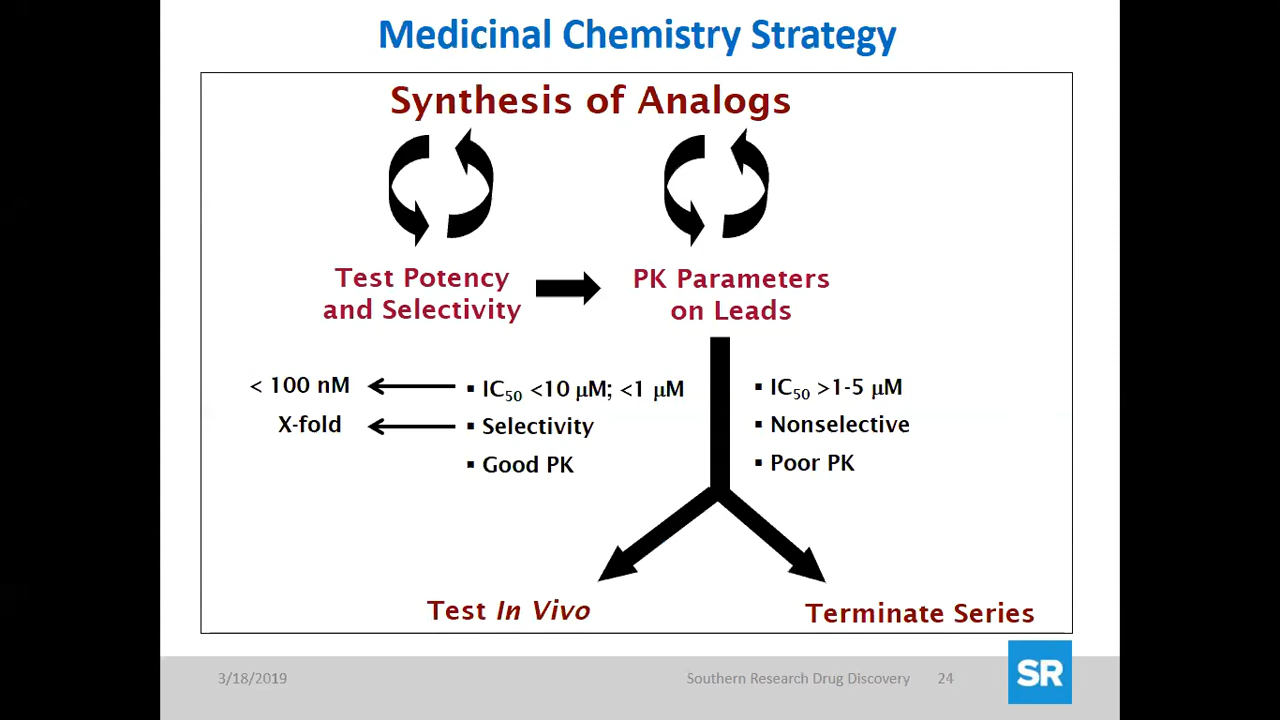 Medicinal Chemistry Strategy
Synthesis of Analogs
Test Potency
and Selectivity
PK Parameters
on Leads
< 100 nM
X-fold
▪ IC₅₀ <10 μM; <1 μM
▪ Selectivity
▪ Good PK
▪ IC₅₀ >1-5 μM
▪ Nonselective
▪ Poor PK
Test In Vivo
Terminate Series
3/18/2019
Southern Research Drug Discovery
24
SR